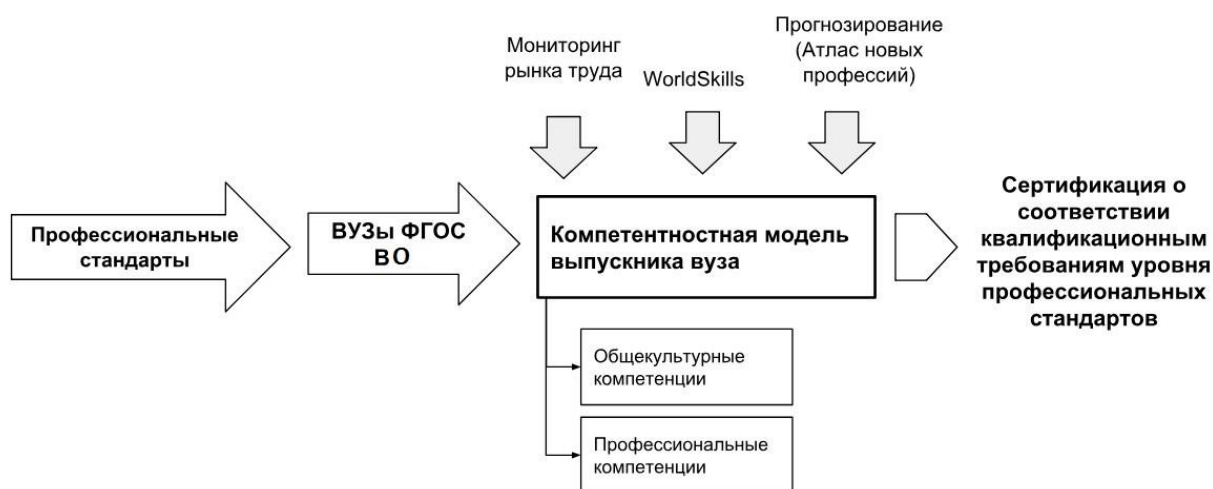 Мониторинг
рынка труда
WorldSkills
Прогнозирование
(Атлас новых
профессий)
Профессиональные
стандарты
ВУЗы ФГОС
ВО
Компетентностная модель
выпускника вуза
Сертификация о
соответствии
квалификационным
требованиям уровня
профессиональных
стандартов
Общекультурные
компетенции
Профессиональные
компетенции